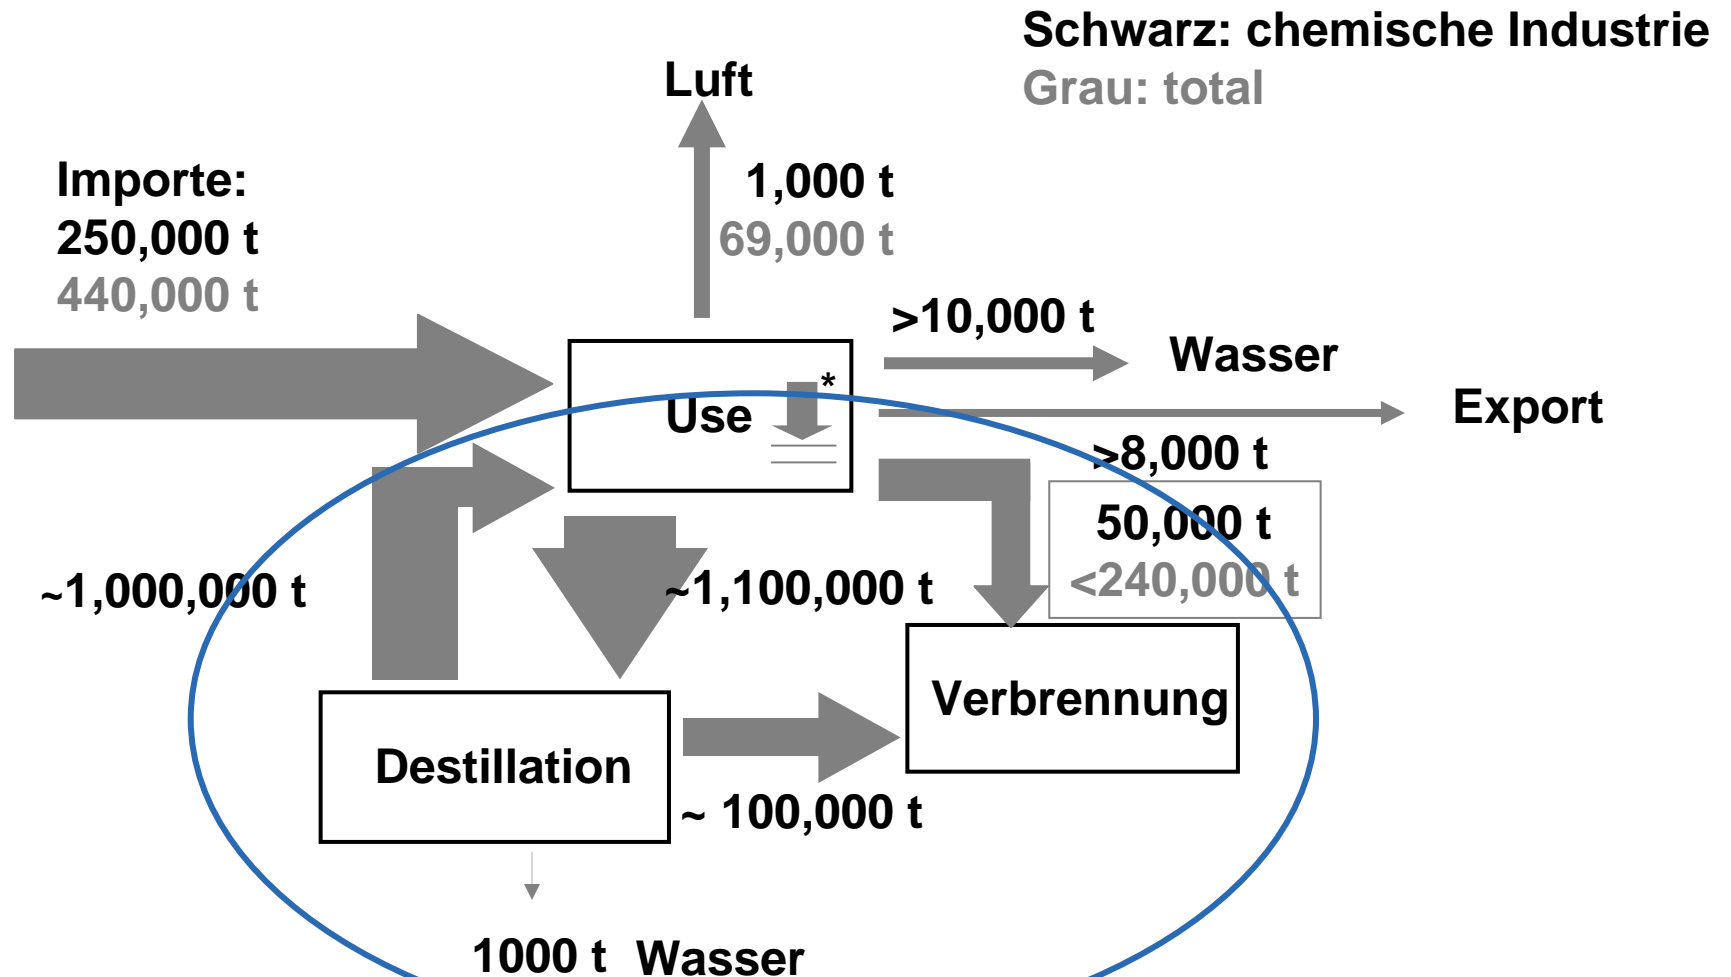 Schwarz: chemische Industrie
Grau: total
Luft
Importe:
250,000 t
440,000 t
1,000 t
69,000 t
>10,000 t
Wasser
*
Use
Export
>8,000 t
50,000 t
<240,000 t
~1,000,000 t
~1,100,000 t
Verbrennung
Destillation
~ 100,000 t
1000 t Wasser